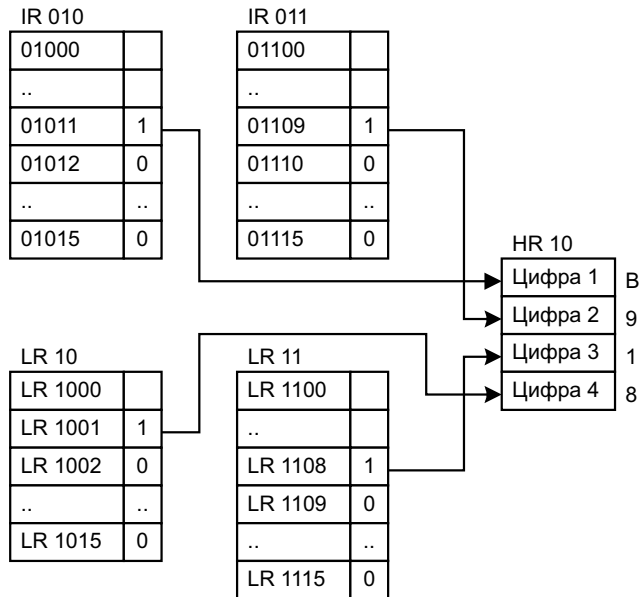 IR 010
01000
..
01011 1
01012 0
.. ..
01015 0
IR 011
01100
..
01109 1
01110 0
.. ..
01115 0
HR 10
Цифра 1 B
Цифра 2 9
Цифра 3 1
Цифра 4 8
LR 10
LR 1000
LR 1001 1
LR 1002 0
.. ..
LR 1015 0
LR 11
LR 1100
..
LR 1108 1
LR 1109 0
.. ..
LR 1115 0